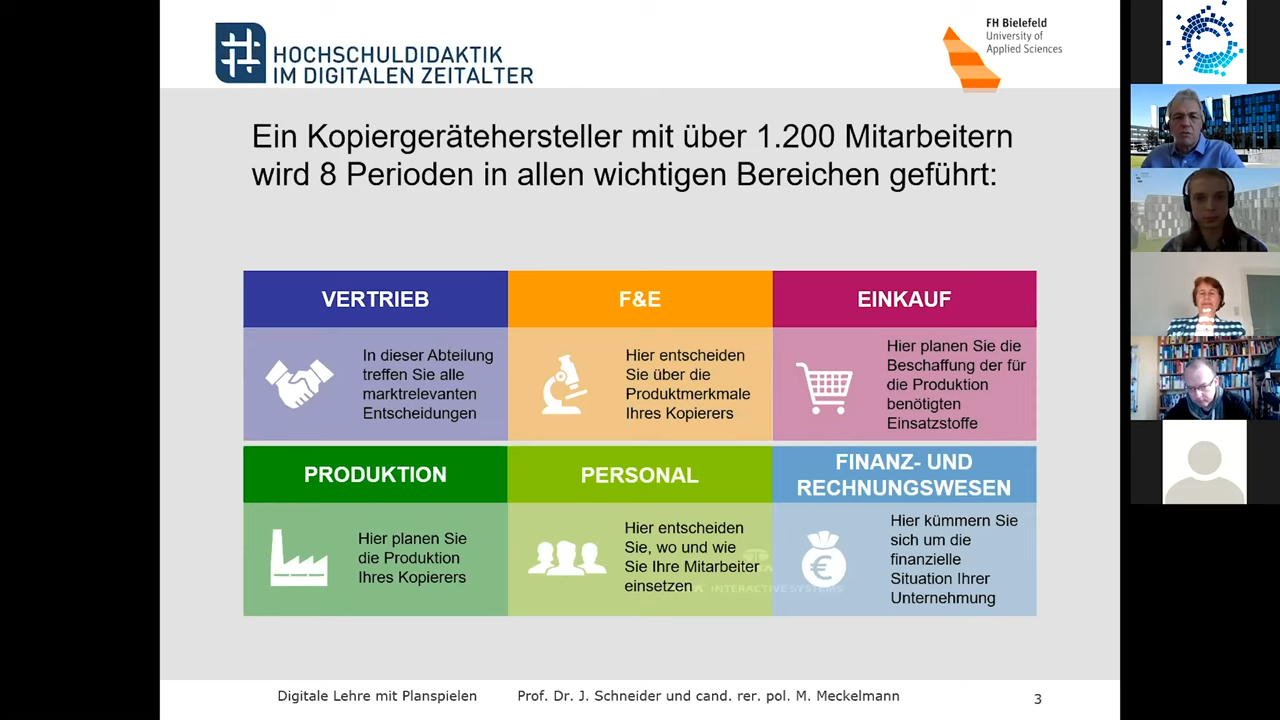 HOCHSCHULDIDAKTIK
IM DIGITALEN ZEITALTER
FH Bielefeld
University of
Applied Sciences
Ein Kopiergerätehersteller mit über 1.200 Mitarbeitern
wird 8 Perioden in allen wichtigen Bereichen geführt:
VERTRIEB
In dieser Abteilung
treffen Sie alle
marktrelevanten
Entscheidungen
F&E
Hier entscheiden
Sie über die
Produktmerkmale
Ihres Kopierers
EINKAUF
Hier planen Sie die
Beschaffung der für
die Produktion
benötigten
Einsatzstoffe
PRODUKTION
Hier planen Sie
die Produktion
Ihres Kopierers
PERSONAL
Hier entscheiden
Sie, wo und wie
Sie Ihre Mitarbeiter
einsetzen
FINANZ- UND
RECHNUNGSWESEN
€
Hier kümmern Sie
sich um die
finanzielle
Situation Ihrer
Unternehmung
INTERACTIVE SYSTEMS
Digitale Lehre mit Planspielen
Prof. Dr. J. Schneider und cand. rer. pol. M. Meckelmann
3